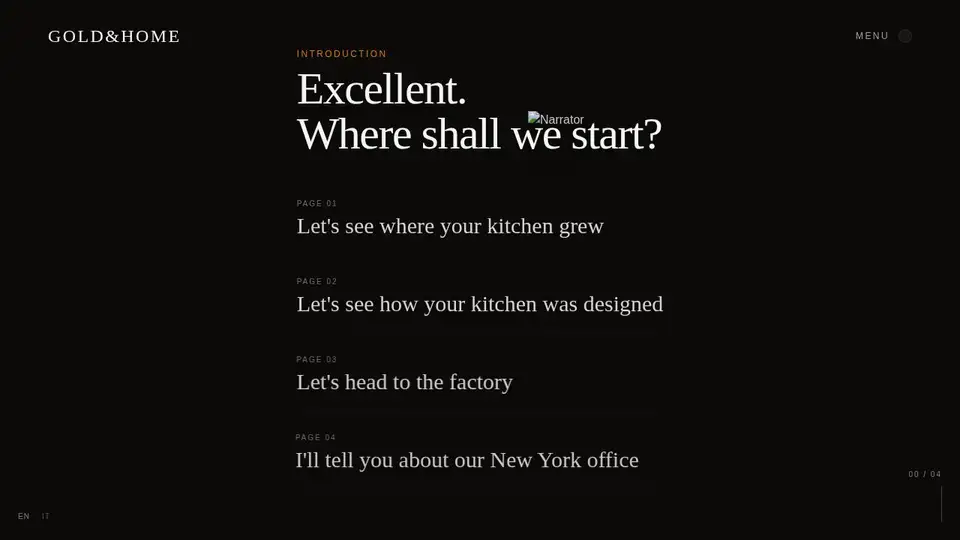 GOLD&HOME
MENU
INTRODUCTION
Excellent.
Narrator
Where shall we start?
PAGE 01
Let's see where your kitchen grew
PAGE 02
Let's see how your kitchen was designed
PAGE 03
Let's head to the factory
PAGE 04
I'll tell you about our New York office
00 / 04
EN IT